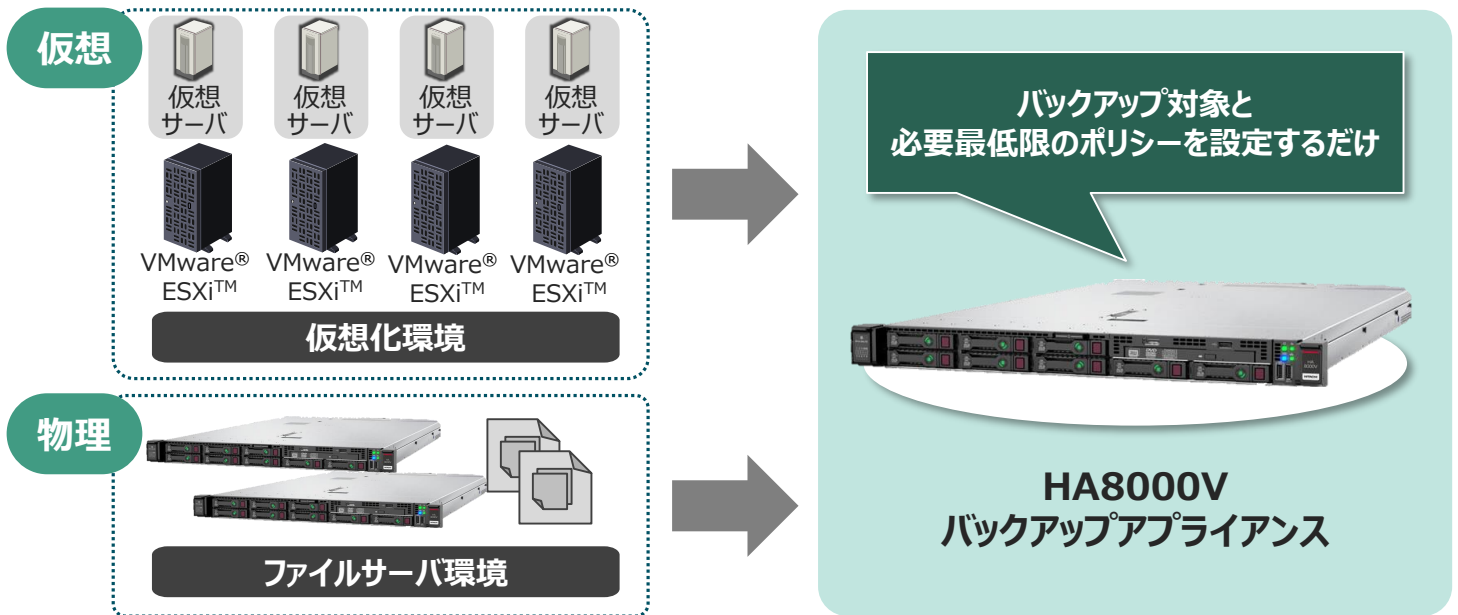 仮想
仮想
サーバ
仮想
サーバ
仮想
サーバ
仮想
サーバ
VMware®
ESXi™
VMware®
ESXi™
VMware®
ESXi™
VMware®
ESXi™
仮想化環境
物理
ファイルサーバ環境
バックアップ対象と
必要最低限のポリシーを設定するだけ
HA
8000V
HA8000V
バックアップアプライアンス